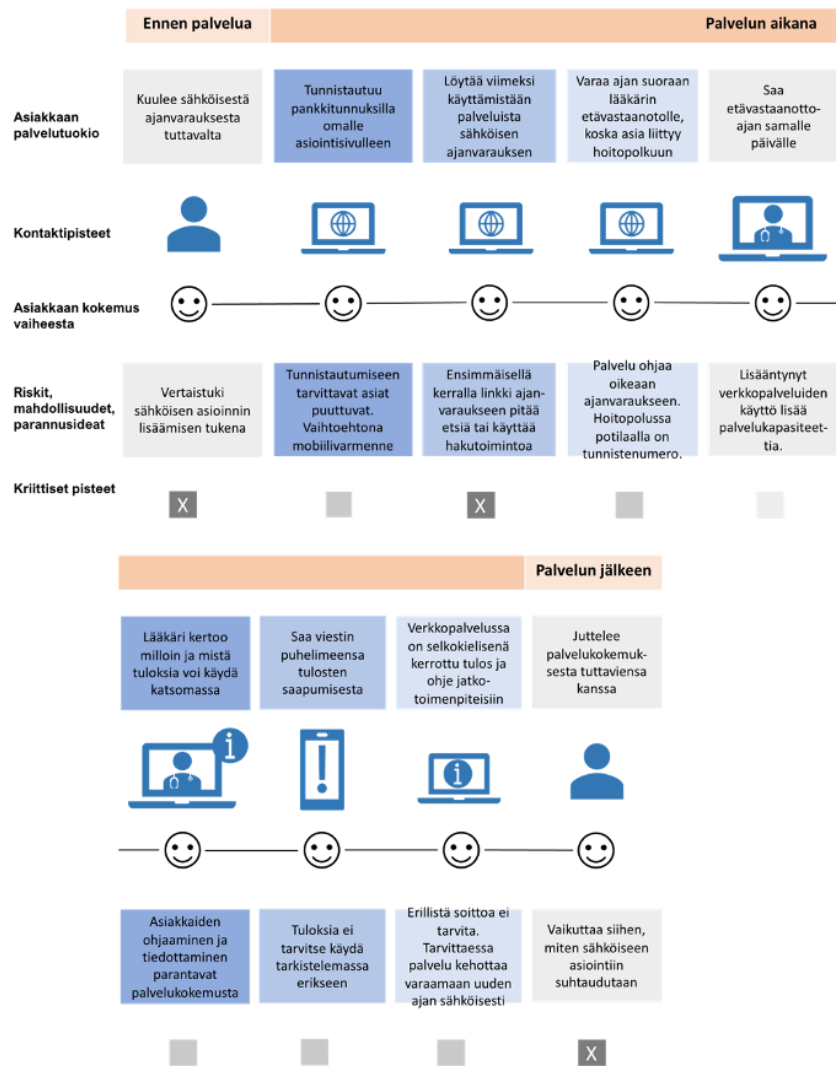 Ennen palvelua
Palvelun aikana
Asiakkaan
palvelutuokio
Kuulee sähköisestä
ajanvarauksesta
tuttavalta
Tunnistautuu
pankkitunnuksilla
omalle
asiointisivulleen
Löytää viimeksi
käyttämistään
palveluista
sähköisen
ajanvarauksen
Varaa ajan suoraan
lääkärin
etävastaanotolle,
koska asia liittyy
hoitopolkuun
Saa
etävastaanotto-
ajan samalle
päivälle
Kontaktipisteet
Asiakkaan kokemus
vaiheesta
Riskit,
mahdollisuudet,
parannusideat
Vertaistuki
sähköisen asioinnin
lisäämisen tukena
Tunnistautumiseen
tarvittavat asiat
puuttuvat.
Vaihtoehtona
mobiilivarmenne
Ensimmäisellä
kerralla linkki ajan-
varaukseen pitää
etsiä tai käyttää
hakutoimintoa
Palvelu ohjaa
oikeaan
ajanvaraukseen.
Hoitopolussa
potilaalla on
tunnistenumero.
Lisääntynyt
verkkopalveluiden
käyttö lisää
palvelukapasiteet-
tia.
Kriittiset pisteet
X
X
Palvelun jälkeen
Lääkäri kertoo
milloin ja mistä
tuloksia voi käydä
katsomassa
Saa viestin
puhelimeensa
tulosten
saapumisesta
Verkkopalvelussa
on selkokielisenä
kerrottu tulos ja
ohje jatko-
toimenpiteisiin
Juttelee
palvelukokemuk-
sesta tuttaviensa
kanssa
i
!
i
Asiakkaiden
ohjaaminen ja
tiedottaminen
parantavat
palvelukokemusta
Tuloksia ei
tarvitse käydä
tarkistelemassa
erikseen
Erillistä soittoa ei
tarvita.
Tarvittaessa
palvelu kehottaa
varaamaan uuden
ajan sähköisesti
Vaikuttaa siihen,
miten sähköiseen
asiointiin
suhtaudutaan
X